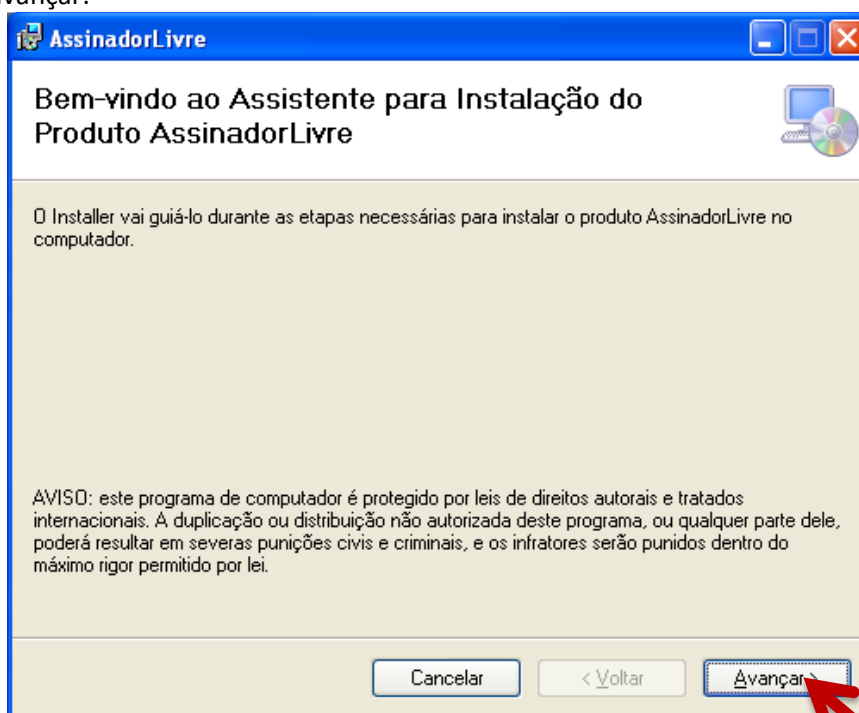 AssinadorLivre
Bem-vindo ao Assistente para Instalação do
Produto AssinadorLivre
O Installer vai guiá-lo durante as etapas necessárias para instalar o produto AssinadorLivre no
computador.
AVISO: este programa de computador é protegido por leis de direitos autorais e tratados
internacionais. A duplicação ou distribuição não autorizada deste programa, ou qualquer parte dele,
poderá resultar em severas punições civis e criminais, e os infratores serão punidos dentro do
máximo rigor permitido por lei.
Cancelar < Voltar Avançar >